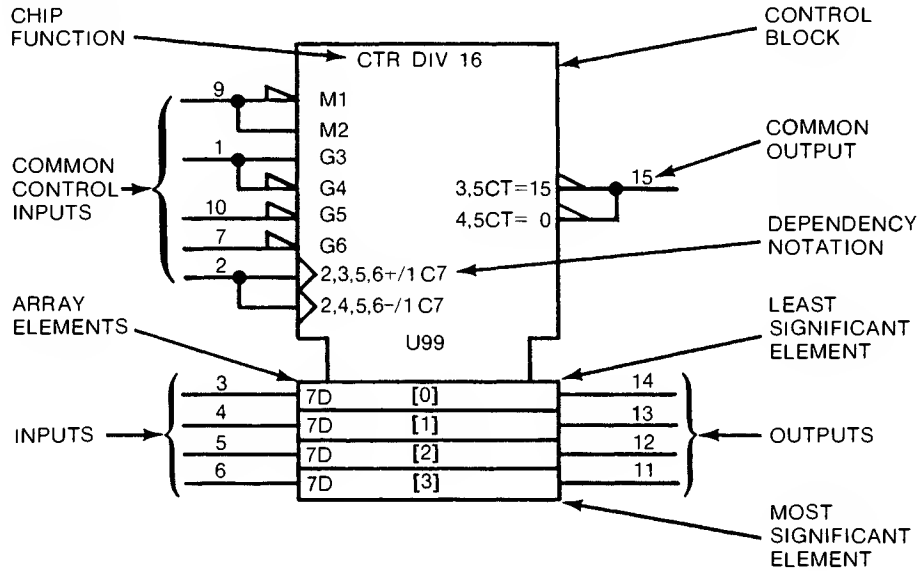 CHIP
FUNCTION
CONTROL
BLOCK
CTR DIV 16
9
M1
M2
1
G3
G4
10
G5
7
G6
2
2,3,5,6+/1 C7
2,4,5,6−/1 C7
COMMON
CONTROL
INPUTS
3,5CT=15
4,5CT= 0
15
COMMON
OUTPUT
DEPENDENCY
NOTATION
U99
ARRAY
ELEMENTS
LEAST
SIGNIFICANT
ELEMENT
INPUTS
3 7D [0] 14
4 7D [1] 13
5 7D [2] 12
6 7D [3] 11
OUTPUTS
MOST
SIGNIFICANT
ELEMENT